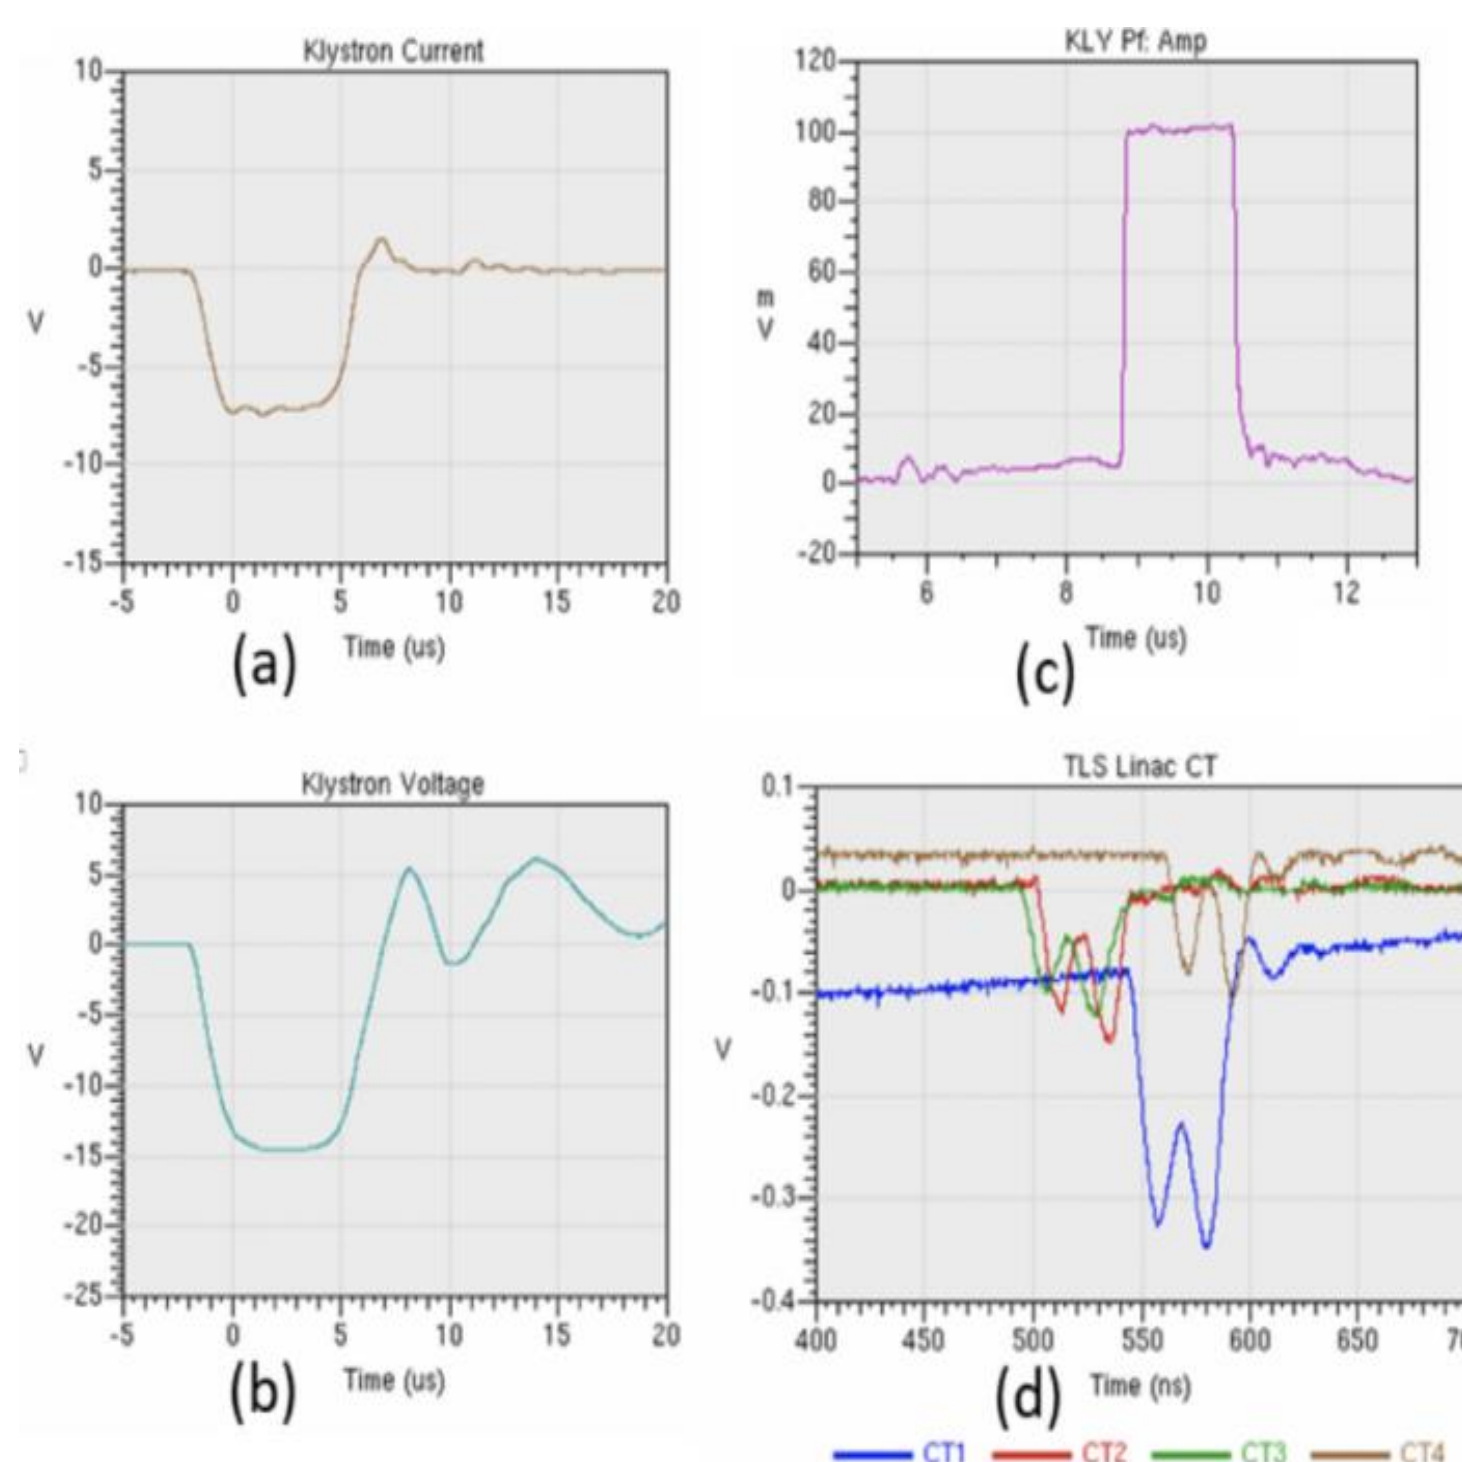 Klystron Current
10
5
0
-5
-10
-15
V
-5 0 5 10 15 20
Time (us)
(a)
KLY Pf: Amp
120
100
80
60
40
20
0
-20
m
V
6 8 10 12
Time (us)
(c)
Klystron Voltage
10
5
0
-5
-10
-15
-20
-25
V
-5 0 5 10 15 20
Time (us)
(b)
TLS Linac CT
0.1
0
-0.1
-0.2
-0.3
-0.4
V
400 450 500 550 600 650
Time (ns)
(d)
CT1 CT2 CT3 CT4